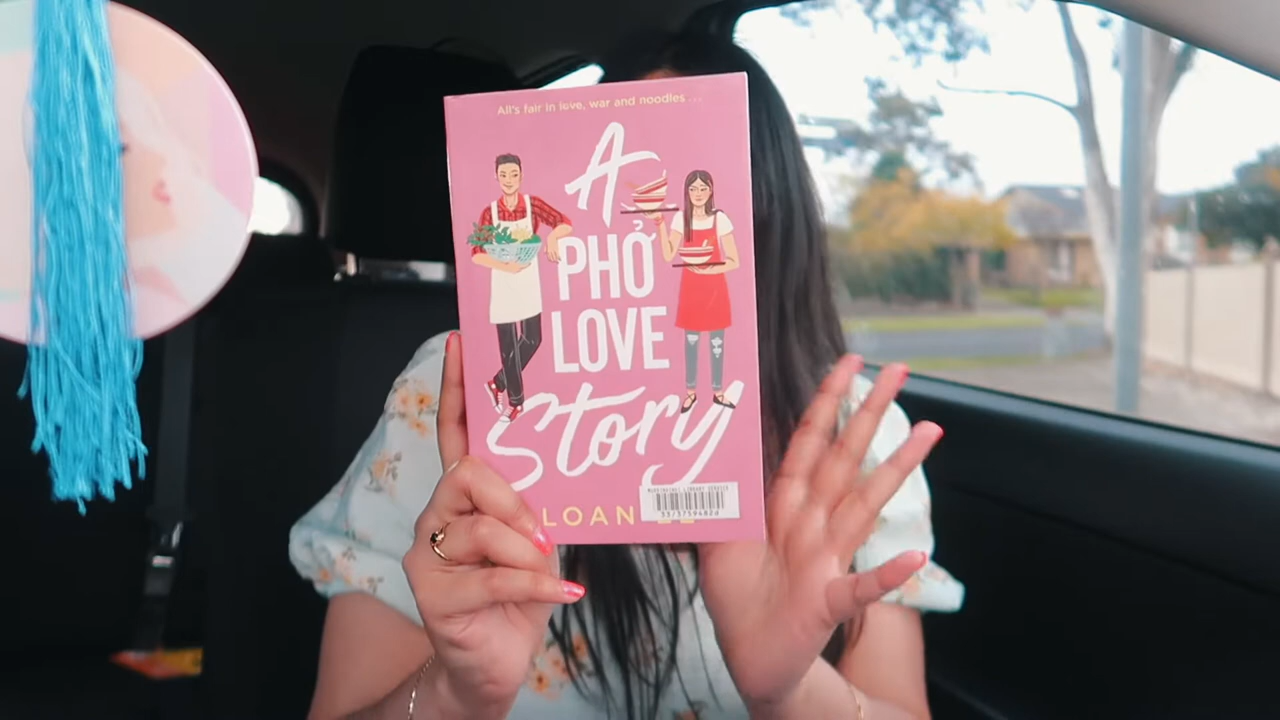 All's fair in love, war and noodles ...
A
PHỞ
LOVE
Story
LOAN